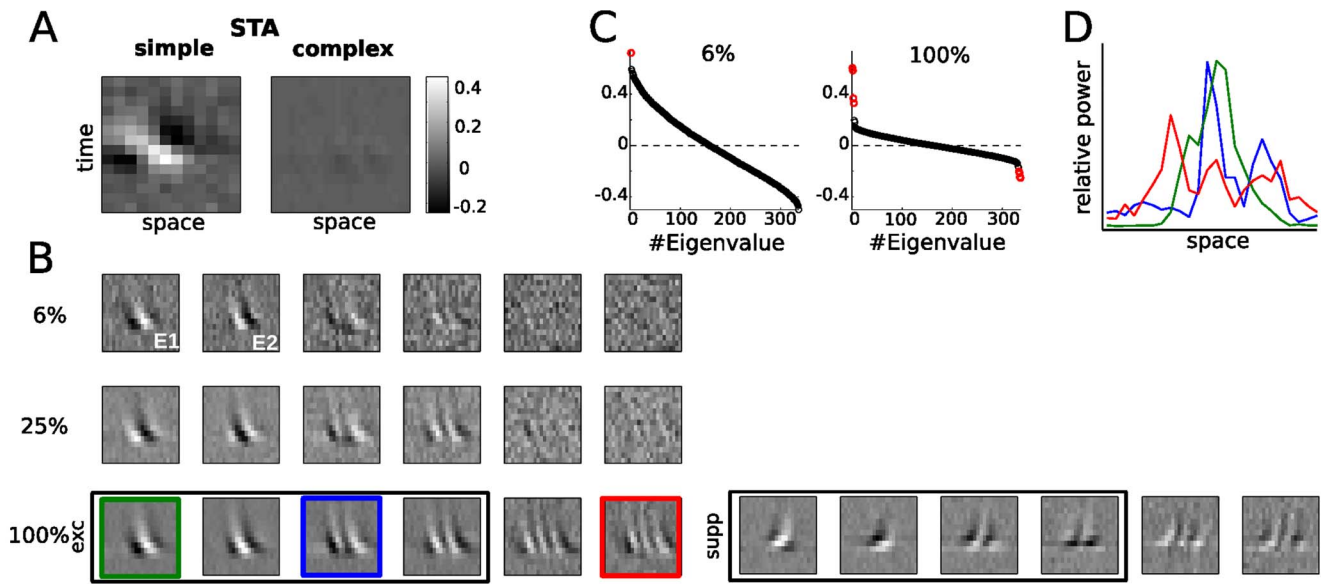 A
STA
simple complex
0.4
0.2
0
-0.2
time
space space
C
6% 100%
0.4 0.4
0 0
-0.4 -0.4
0 100 200 300 0 100 200 300
#Eigenvalue #Eigenvalue
D
relative power
space
B
6%
E1 E2
25%
100% exc
supp